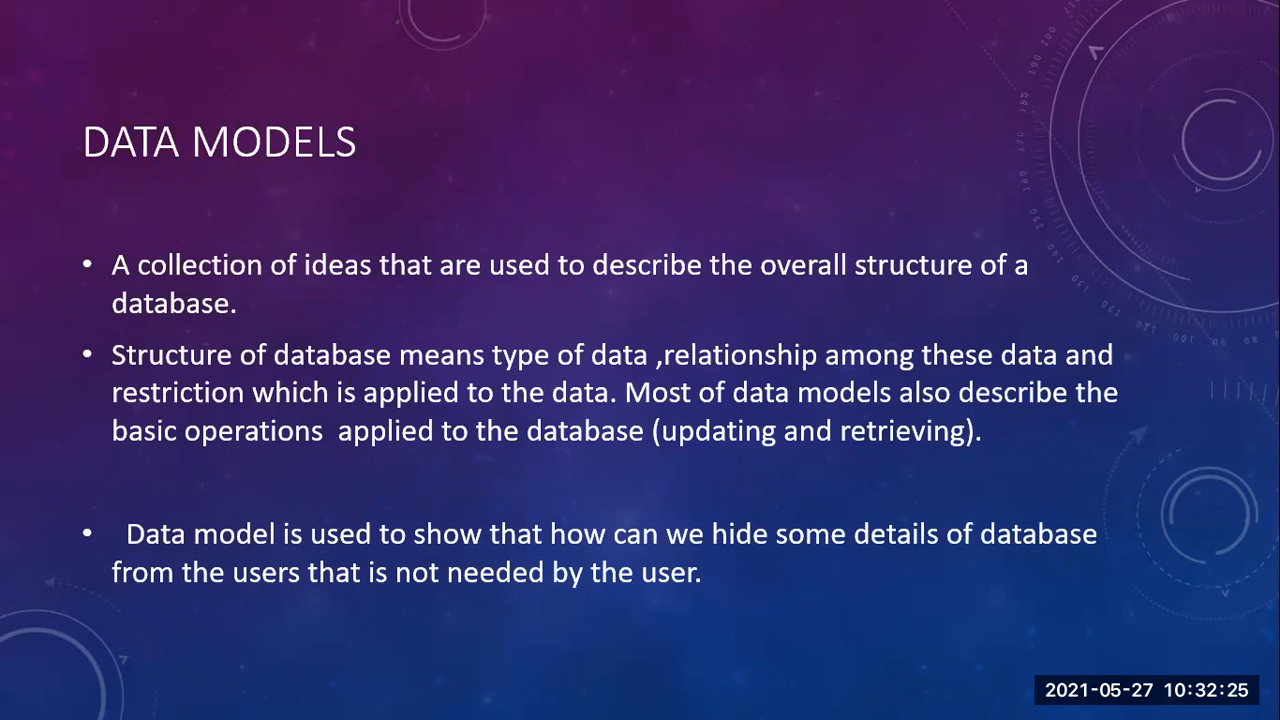 DATA MODELS
• A collection of ideas that are used to describe the overall structure of a
database.
• Structure of database means type of data ,relationship among these data and
restriction which is applied to the data. Most of data models also describe the
basic operations  applied to the database (updating and retrieving).
•  Data model is used to show that how can we hide some details of database
from the users that is not needed by the user.
2021-05-27 10:32:25